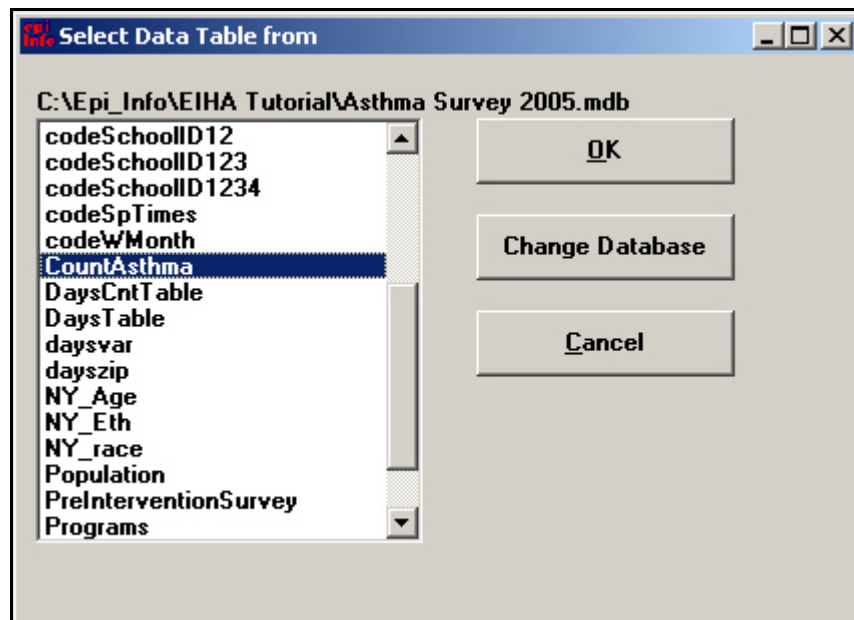 epi
Info
Select Data Table from
C:\Epi_Info\EIHA Tutorial\Asthma Survey 2005.mdb
codeSchoolID12
codeSchoolID123
codeSchoolID1234
codeSpTimes
codeWMonth
CountAsthma
DaysCntTable
DaysTable
daysvar
dayszip
NY_Age
NY_Eth
NY_race
Population
PreInterventionSurvey
Programs
OK
Change Database
Cancel